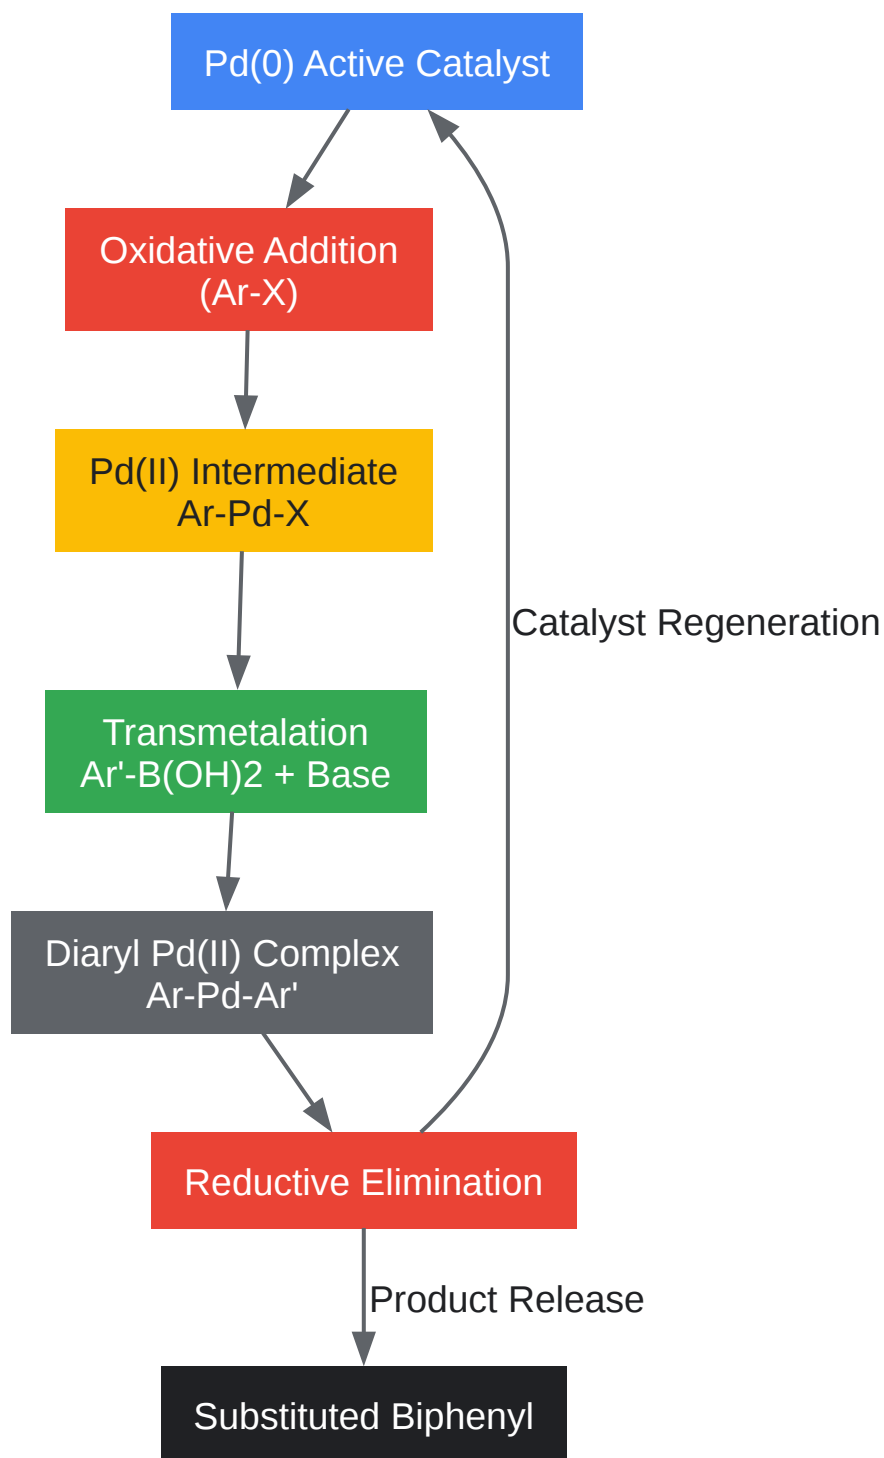 Pd(0) Active Catalyst
Oxidative Addition
(Ar-X)
Pd(II) Intermediate
Ar-Pd-X
Catalyst Regeneration
Transmetalation
Ar'-B(OH)2 + Base
Diaryl Pd(II) Complex
Ar-Pd-Ar'
Reductive Elimination
Product Release
Substituted Biphenyl